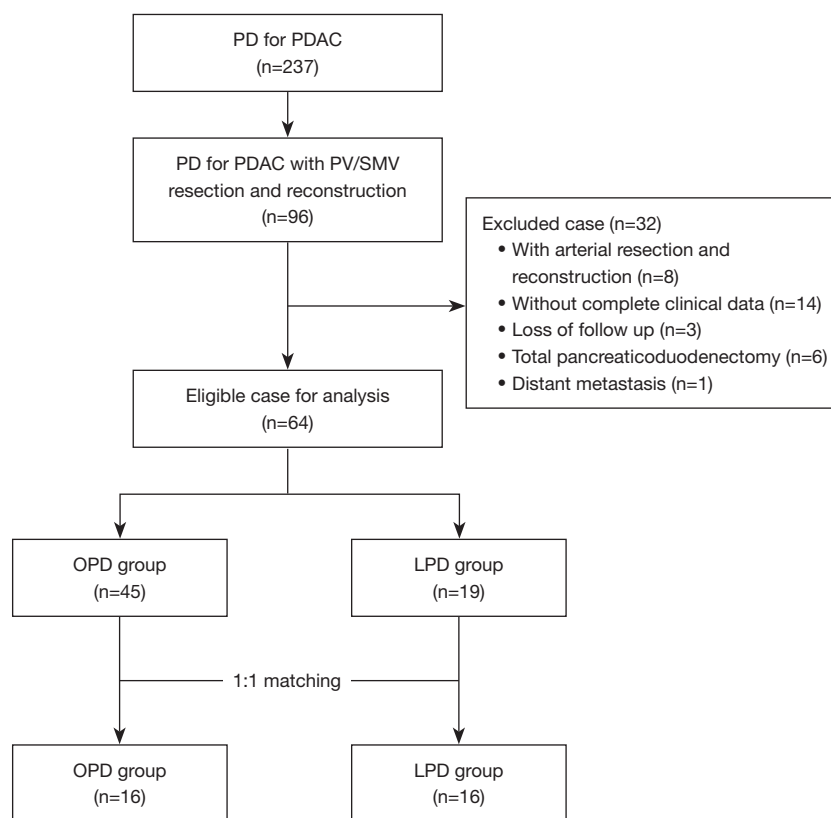 PD for PDAC
(n=237)
PD for PDAC with PV/SMV
resection and reconstruction
(n=96)
Excluded case (n=32)
• With arterial resection and
reconstruction (n=8)
• Without complete clinical data (n=14)
• Loss of follow up (n=3)
• Total pancreaticoduodenectomy (n=6)
• Distant metastasis (n=1)
Eligible case for analysis
(n=64)
OPD group
(n=45)
LPD group
(n=19)
1:1 matching
OPD group
(n=16)
LPD group
(n=16)